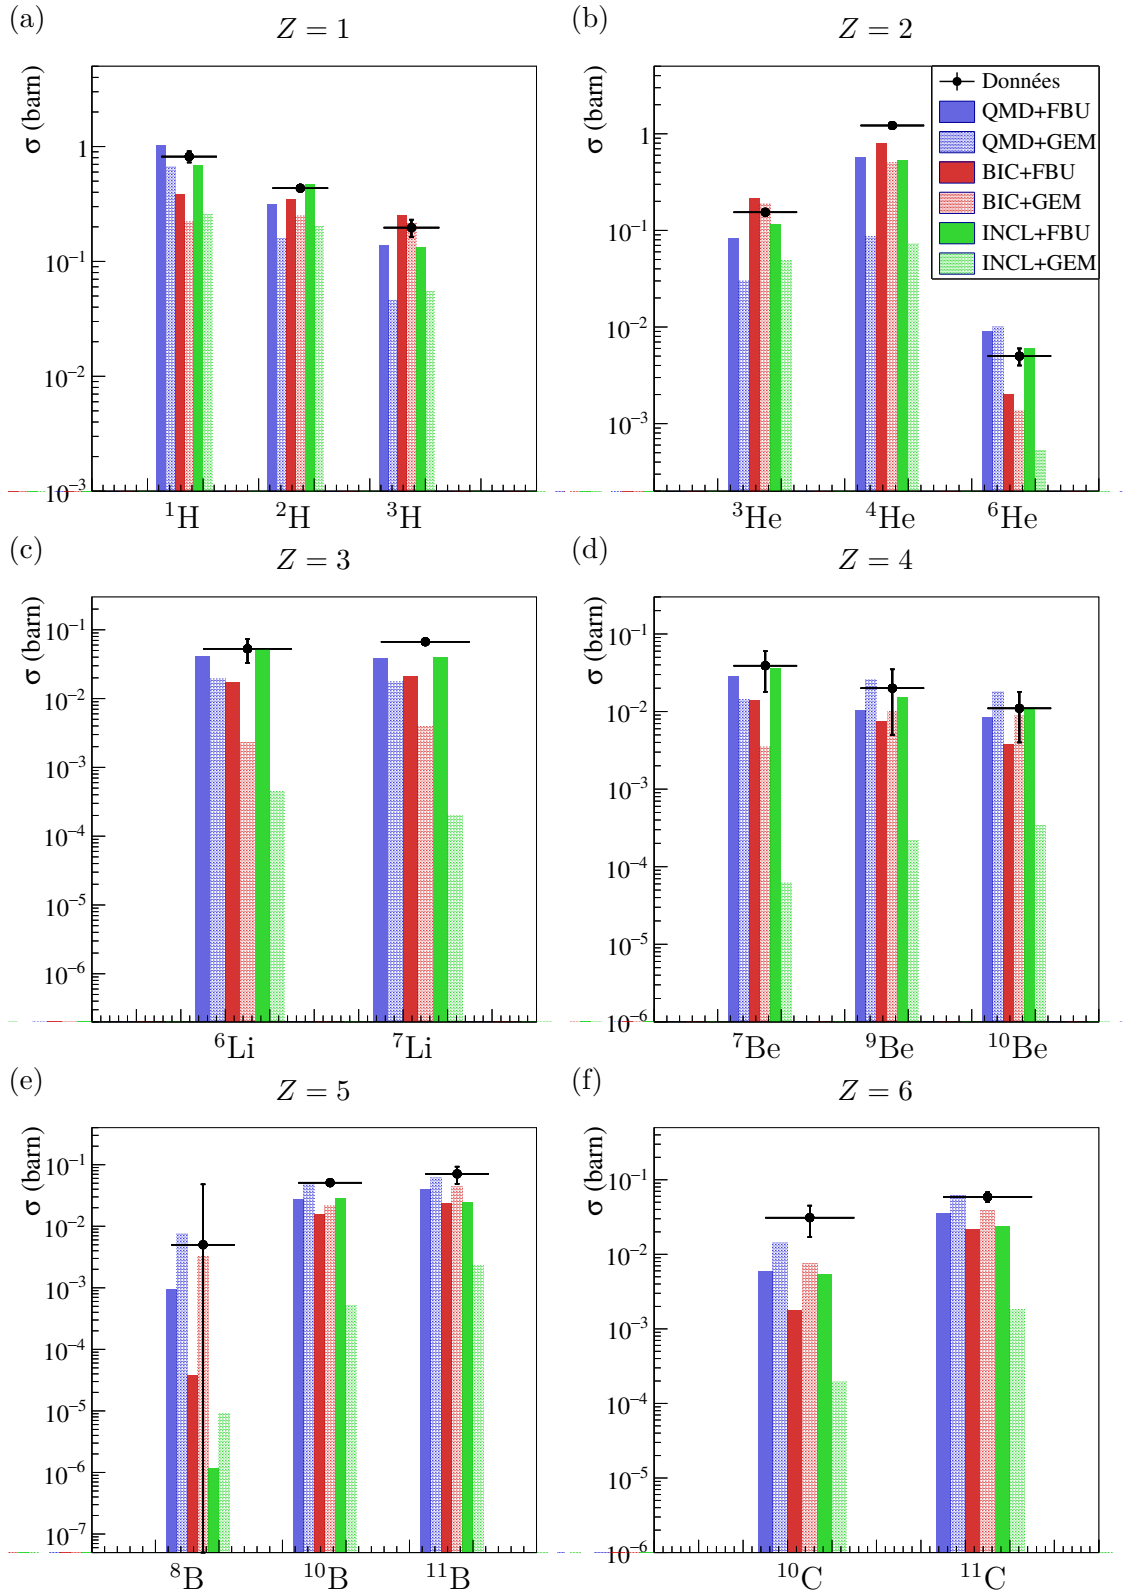 (a)
Z = 1
σ (barn)
1
10⁻¹
10⁻²
10⁻³
¹H ²H ³H
(b)
Z = 2
σ (barn)
1
10⁻¹
10⁻²
10⁻³
³He ⁴He ⁶He
Données
QMD+FBU
QMD+GEM
BIC+FBU
BIC+GEM
INCL+FBU
INCL+GEM
(c)
Z = 3
σ (barn)
10⁻¹
10⁻²
10⁻³
10⁻⁴
10⁻⁵
10⁻⁶
⁶Li ⁷Li
(d)
Z = 4
σ (barn)
10⁻¹
10⁻²
10⁻³
10⁻⁴
10⁻⁵
10⁻⁶
⁷Be ⁹Be ¹⁰Be
(e)
Z = 5
σ (barn)
10⁻¹
10⁻²
10⁻³
10⁻⁴
10⁻⁵
10⁻⁶
10⁻⁷
⁸B ¹⁰B ¹¹B
(f)
Z = 6
σ (barn)
10⁻¹
10⁻²
10⁻³
10⁻⁴
10⁻⁵
10⁻⁶
¹⁰C ¹¹C